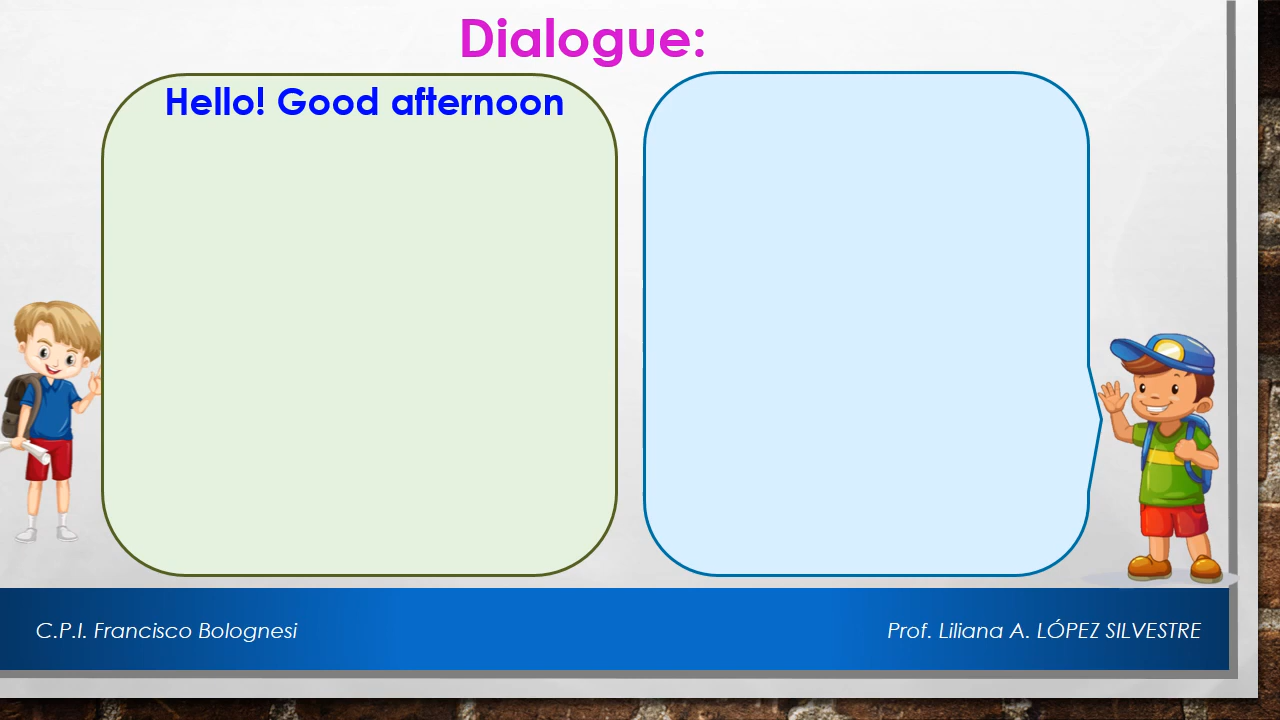 Dialogue:
Hello! Good afternoon
C.P.I. Francisco Bolognesi
Prof. Liliana A. LÓPEZ SILVESTRE